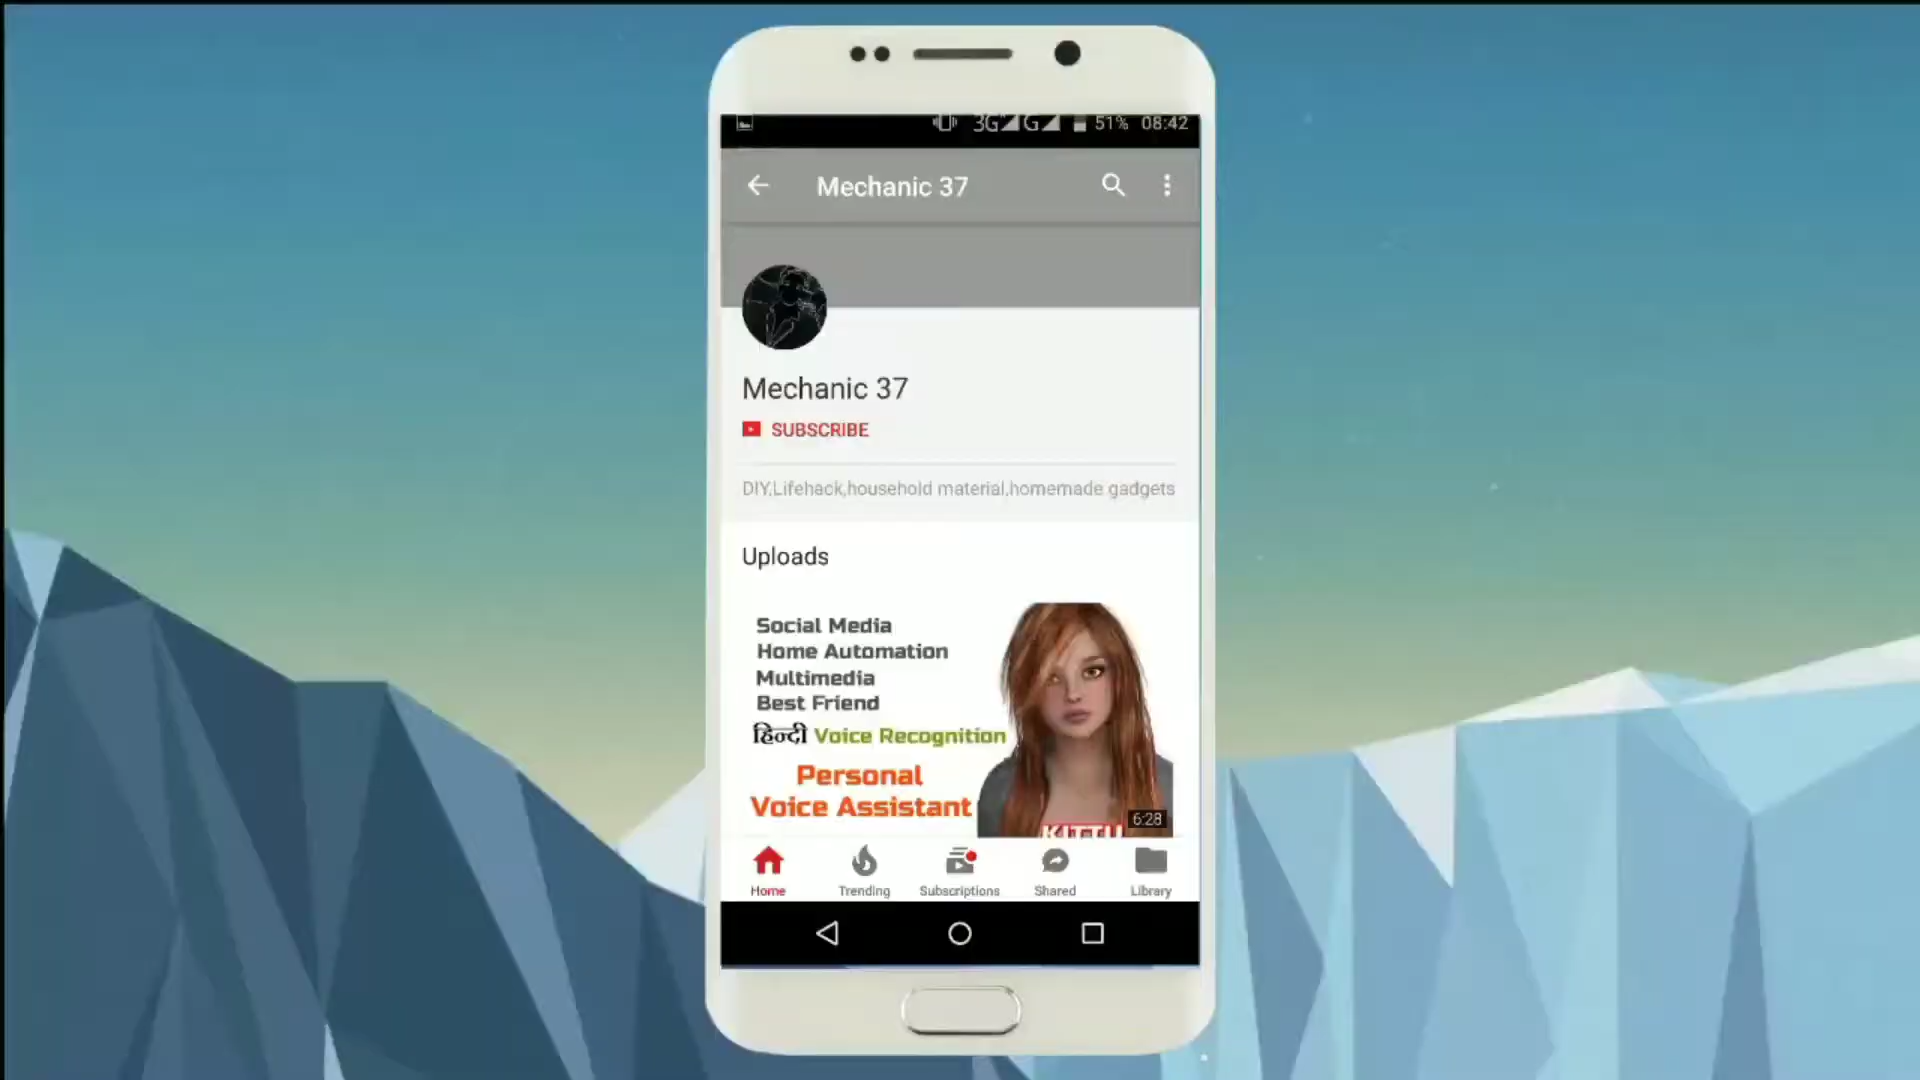 3G G 51% 08:42
Mechanic 37
Mechanic 37
SUBSCRIBE
DIY,Lifehack,household material,homemade gadgets
Uploads
Social Media
Home Automation
Multimedia
Best Friend
हिन्दी Voice Recognition
Personal
Voice Assistant
KITTU
6:28
Home Trending Subscriptions Shared Library